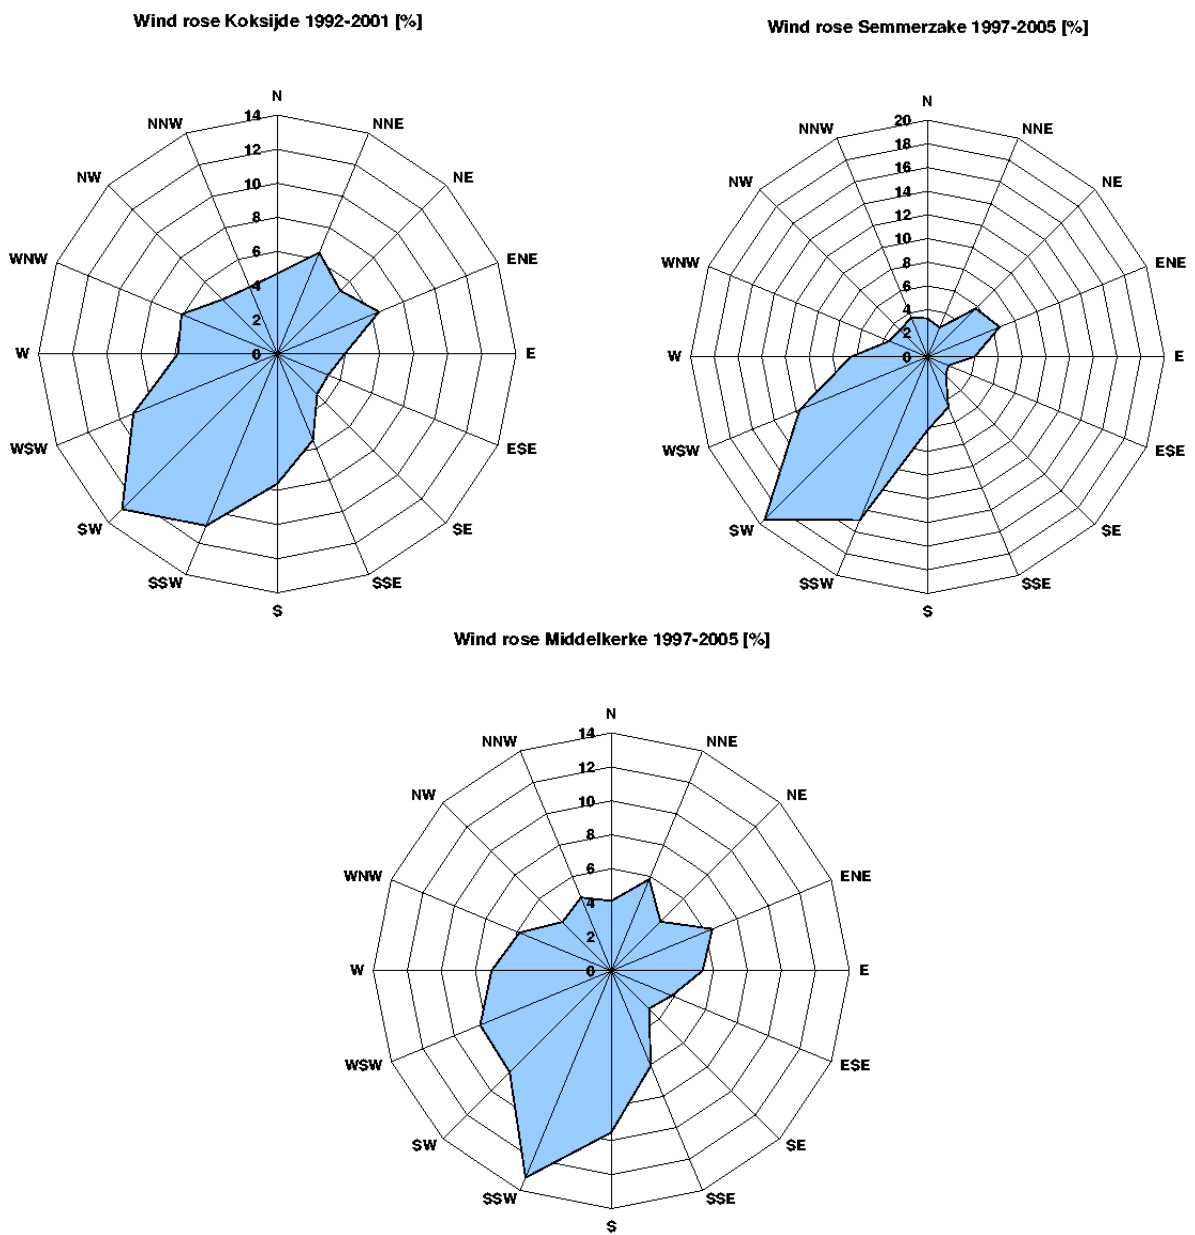 Wind rose Koksijde 1992-2001 [%]
N
NNE
NE
ENE
E
ESE
SE
SSE
S
SSW
SW
WSW
W
WNW
NW
NNW
14
12
10
8
6
4
2
0
Wind rose Semmerzake 1997-2005 [%]
N
NNE
NE
ENE
E
ESE
SE
SSE
S
SSW
SW
WSW
W
WNW
NW
NNW
20
18
16
14
12
10
8
6
4
2
0
Wind rose Middelkerke 1997-2005 [%]
N
NNE
NE
ENE
E
ESE
SE
SSE
S
SSW
SW
WSW
W
WNW
NW
NNW
14
12
10
8
6
4
2
0